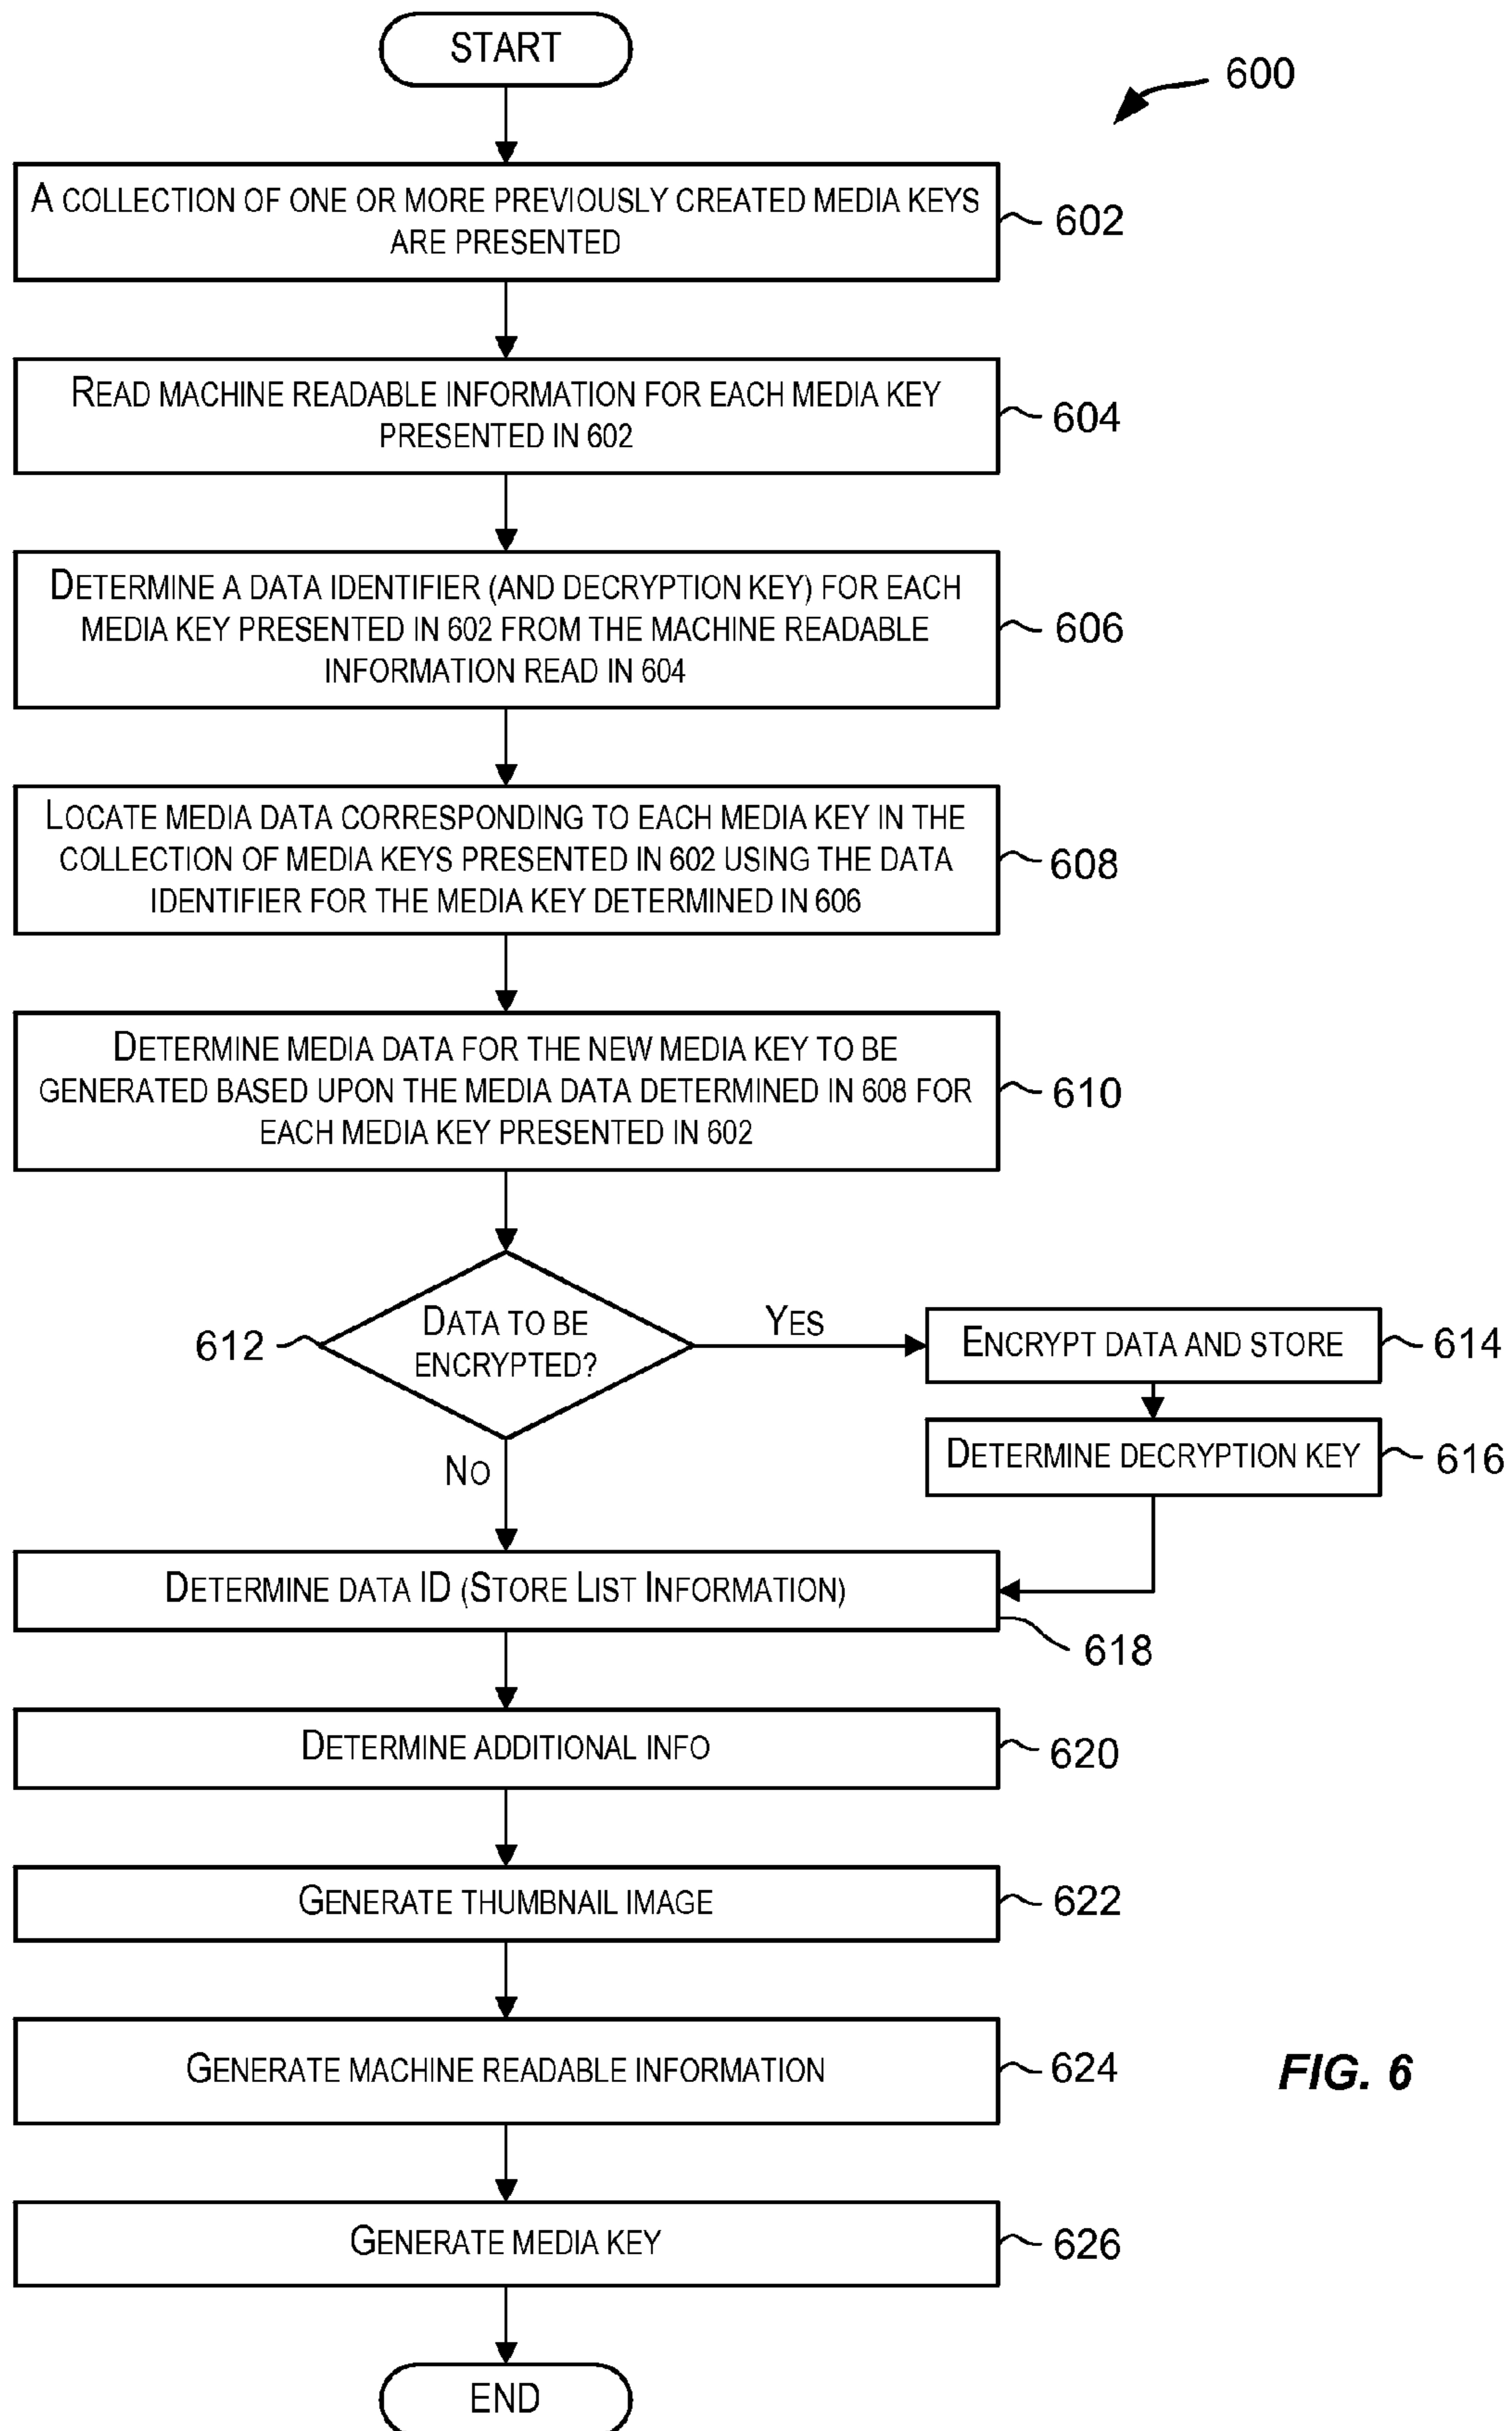 START
600
A COLLECTION OF ONE OR MORE PREVIOUSLY CREATED MEDIA KEYS
ARE PRESENTED
602
READ MACHINE READABLE INFORMATION FOR EACH MEDIA KEY
PRESENTED IN 602
604
DETERMINE A DATA IDENTIFIER (AND DECRYPTION KEY) FOR EACH
MEDIA KEY PRESENTED IN 602 FROM THE MACHINE READABLE
INFORMATION READ IN 604
606
LOCATE MEDIA DATA CORRESPONDING TO EACH MEDIA KEY IN THE
COLLECTION OF MEDIA KEYS PRESENTED IN 602 USING THE DATA
IDENTIFIER FOR THE MEDIA KEY DETERMINED IN 606
608
DETERMINE MEDIA DATA FOR THE NEW MEDIA KEY TO BE
GENERATED BASED UPON THE MEDIA DATA DETERMINED IN 608 FOR
EACH MEDIA KEY PRESENTED IN 602
610
612
DATA TO BE
ENCRYPTED?
YES
ENCRYPT DATA AND STORE
614
DETERMINE DECRYPTION KEY
616
NO
DETERMINE DATA ID (STORE LIST INFORMATION)
618
DETERMINE ADDITIONAL INFO
620
GENERATE THUMBNAIL IMAGE
622
GENERATE MACHINE READABLE INFORMATION
624
FIG. 6
GENERATE MEDIA KEY
626
END